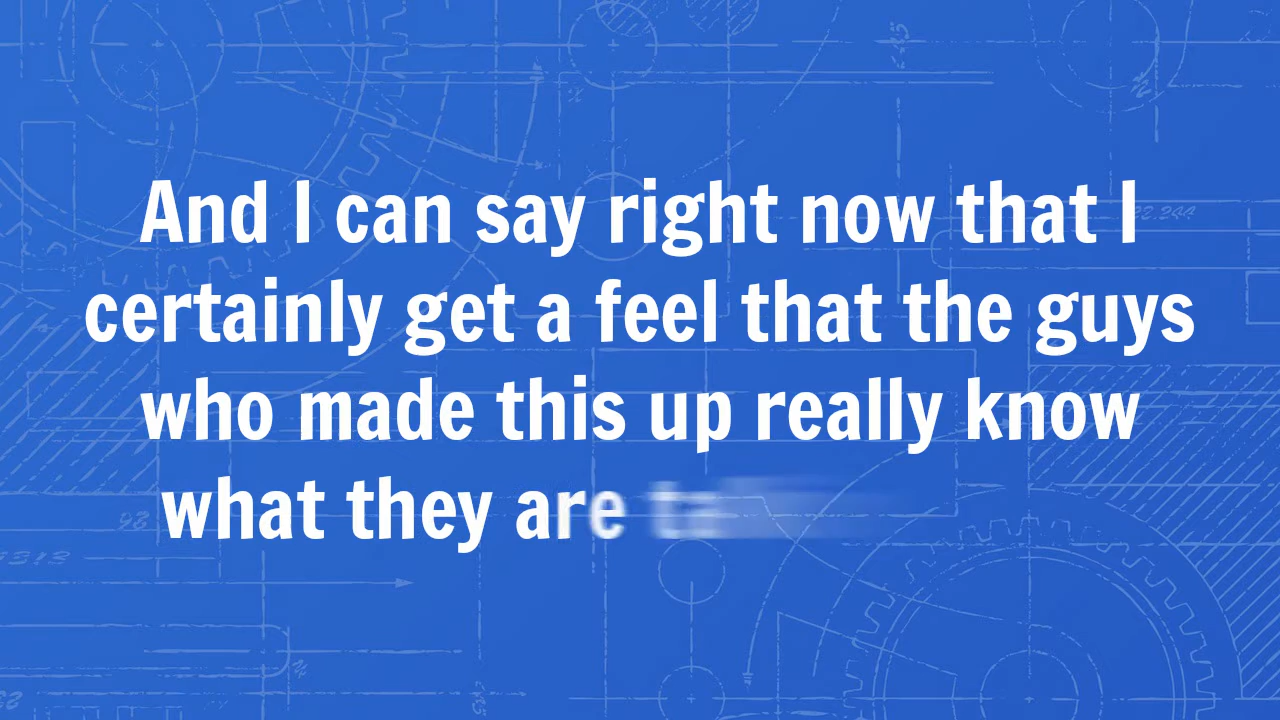 And I can say right now that I
certainly get a feel that the guys
who made this up really know
what they are